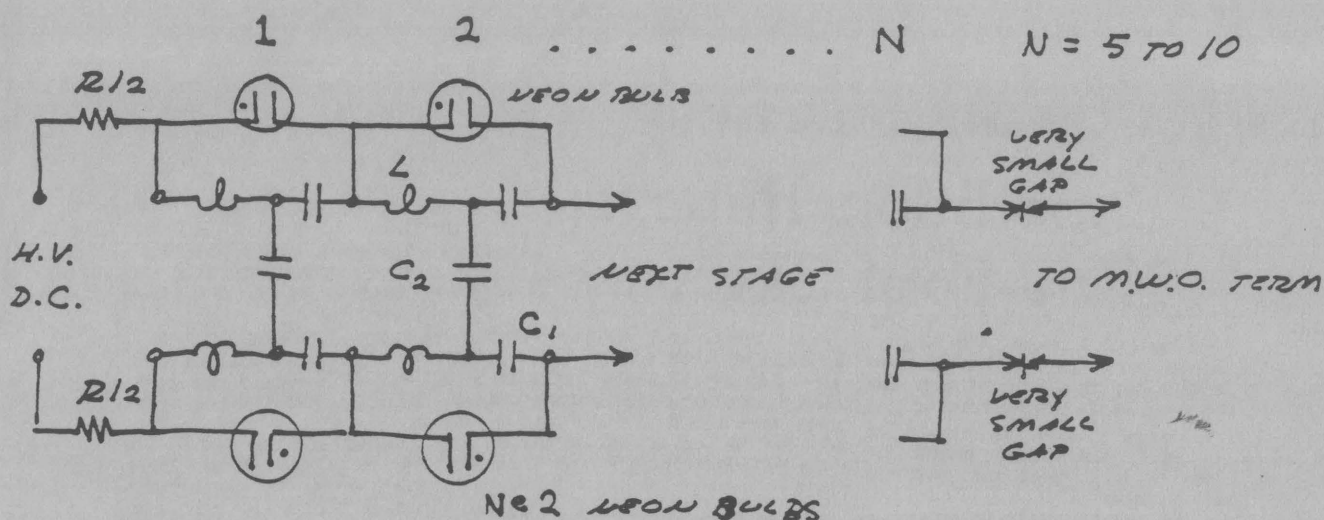 1 2 . . . . . . . . . N N = 5 TO 10
R/2
NEON BULB
VERY
SMALL
GAP
L
H.V.
D.C.
C2
NEXT STAGE
TO M.W.O. TERM
C1
R/2
VERY
SMALL
GAP
Ne2 NEON BULBS